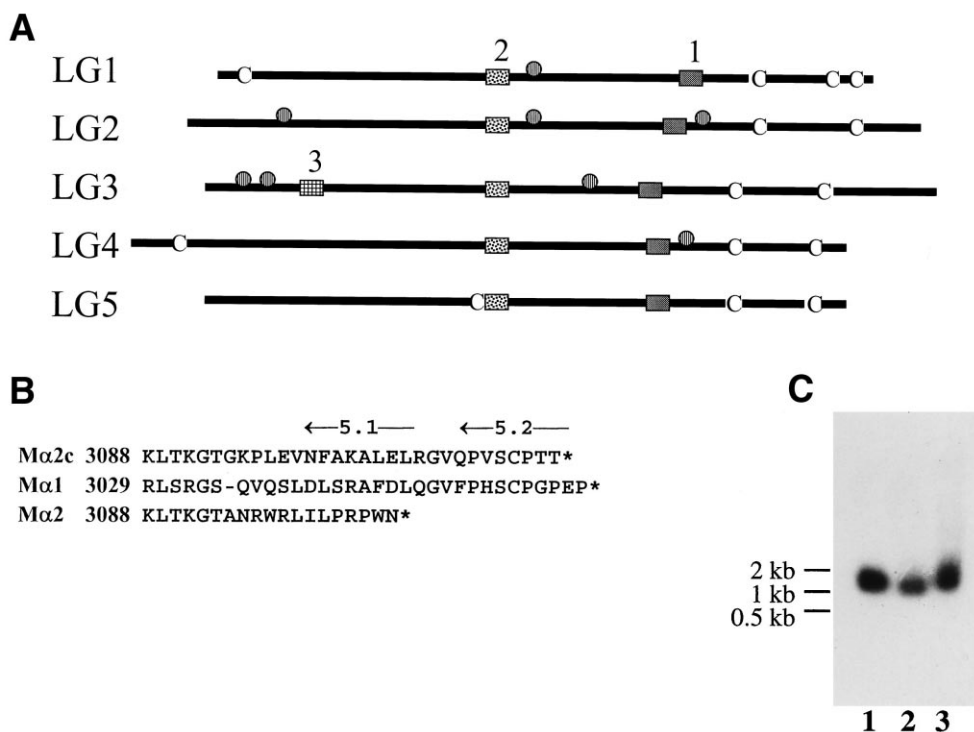 A
2 1
LG1 C C C C
LG2 C C
3
LG3 C C
LG4 C C C
LG5 C C C
B
←—5.1—— ←—5.2——
Mα2c 3088 KLTKGTGKPLEVNFAKALELRGVQPVSCPTT*
Mα1 3029 RLSRGS-QVQSLDLSRAFDLQGVFPHSCPGPEP*
Mα2 3088 KLTKGTANRWRLILPRPWN*
C
2 kb
1 kb
0.5 kb
1 2 3